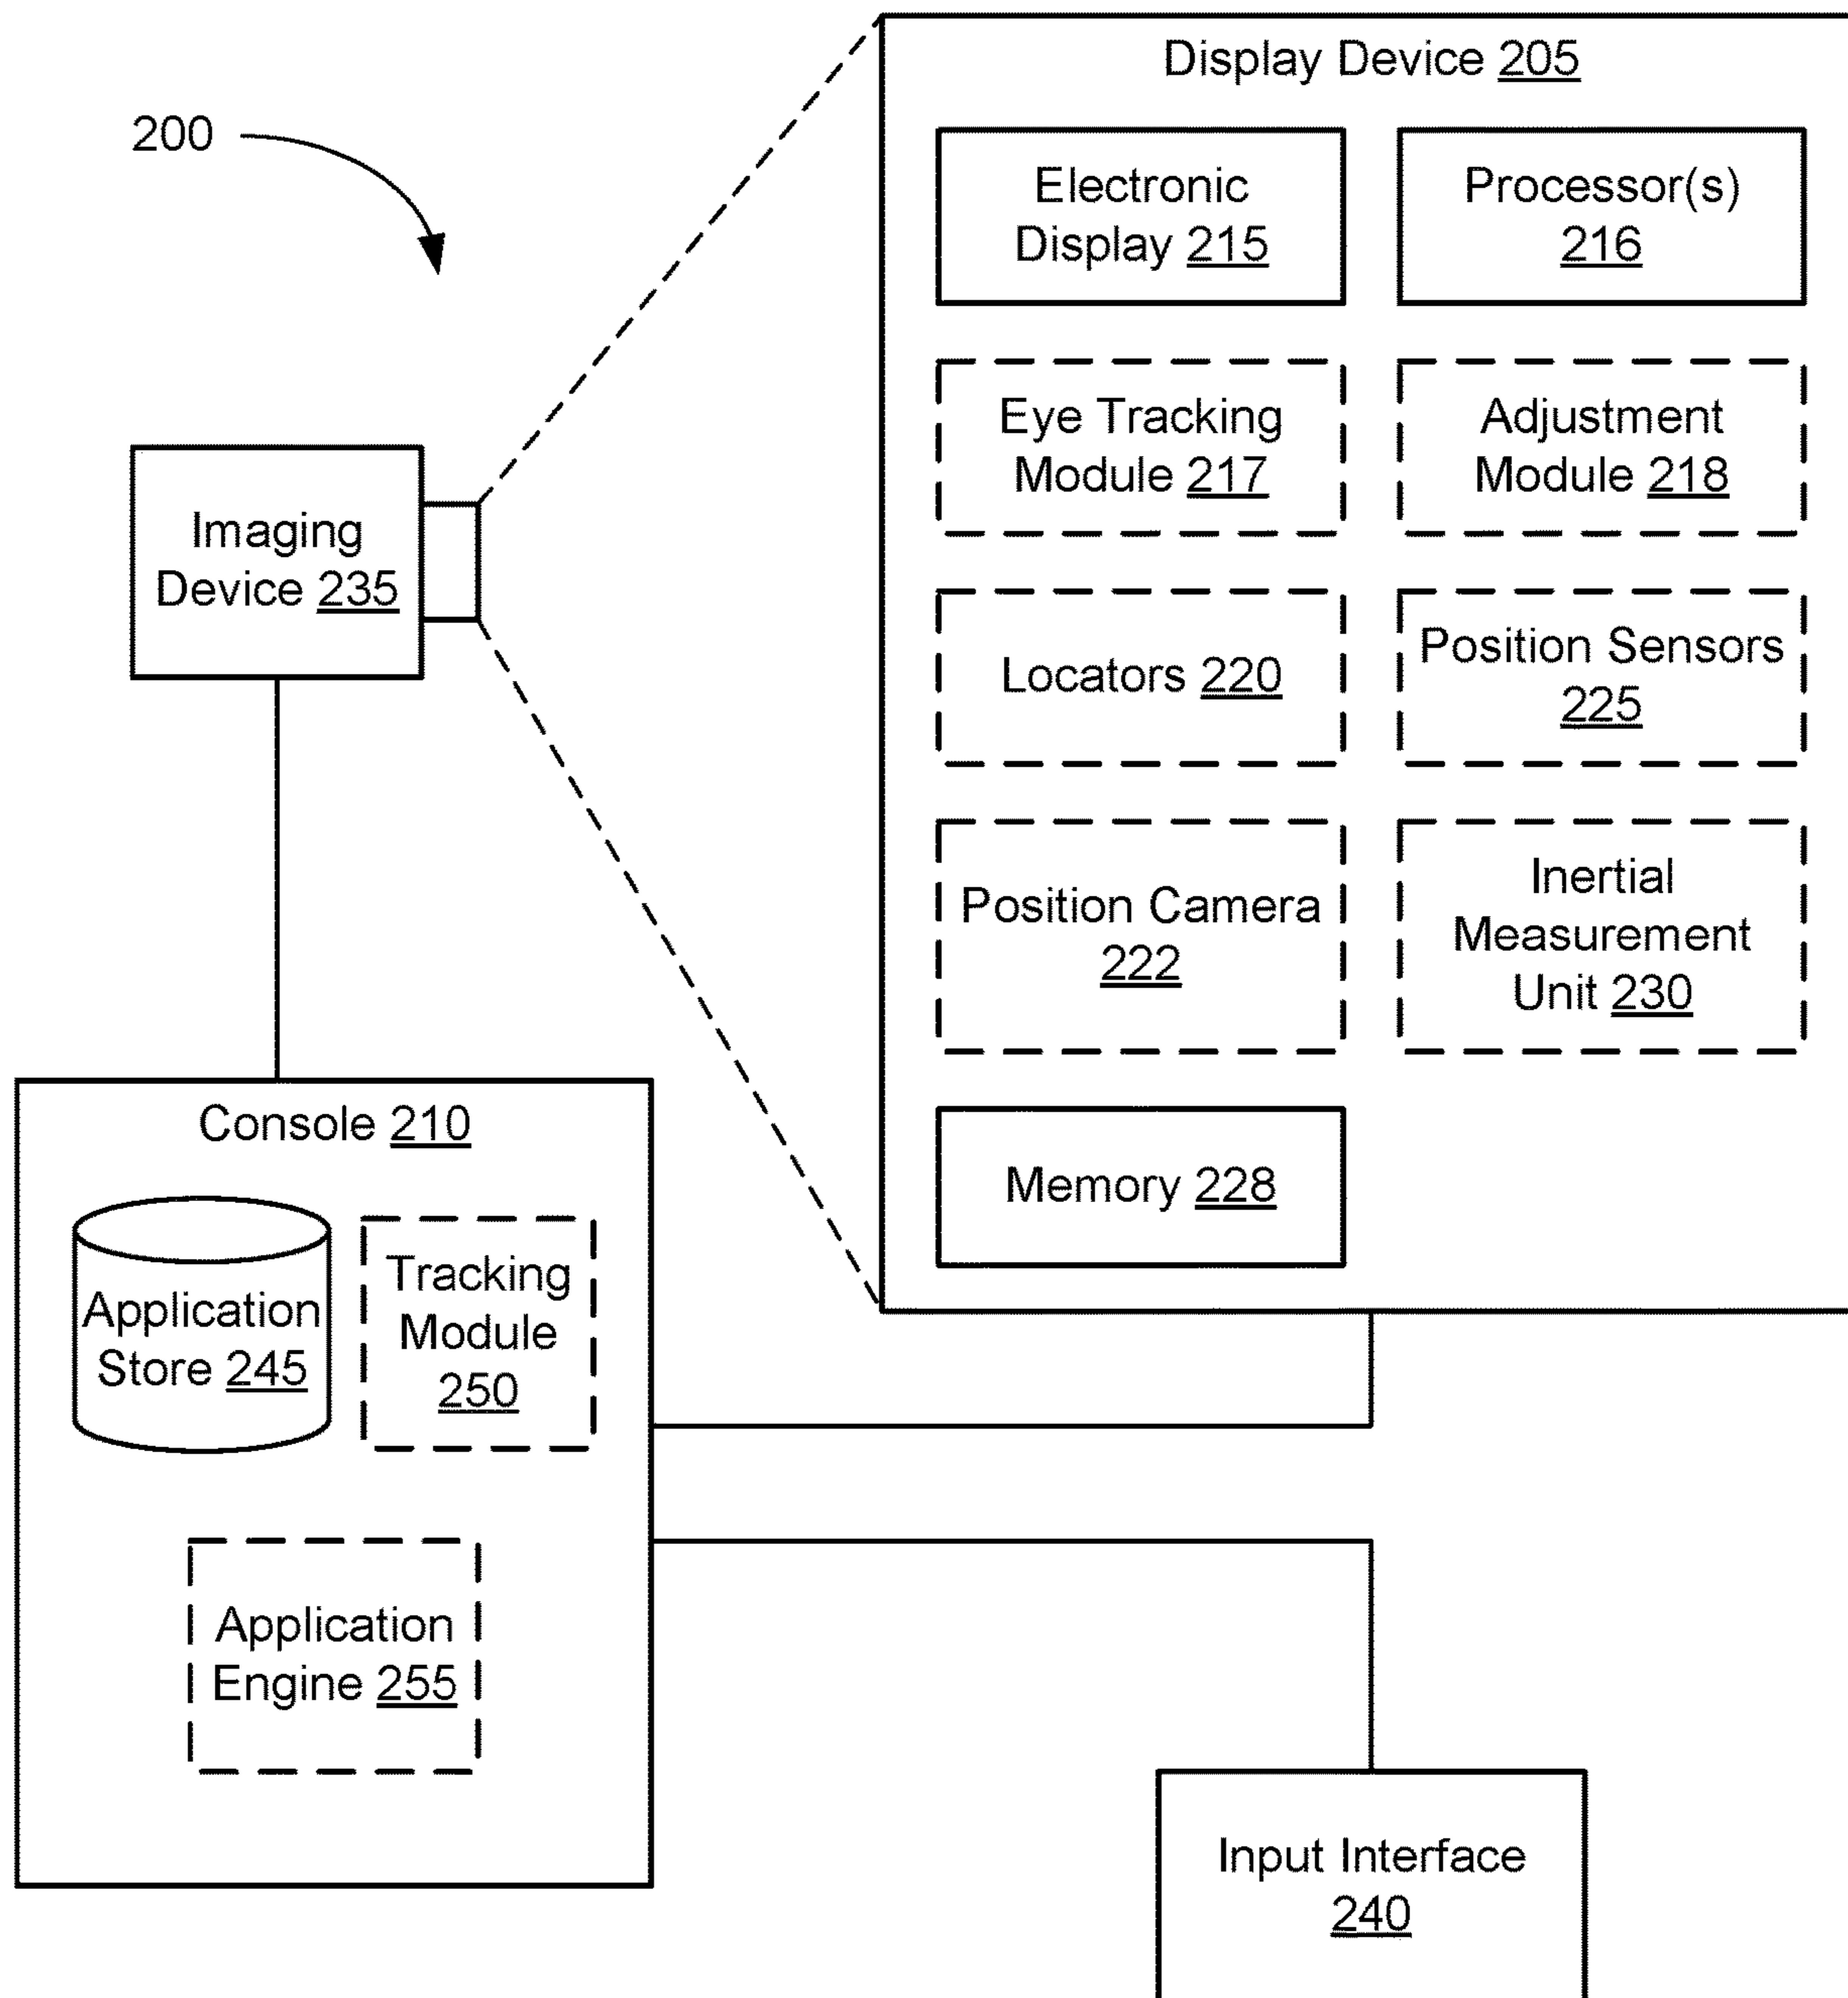 Display Device 205
200
Electronic
Display 215
Processor(s)
216
Eye Tracking
Module 217
Adjustment
Module 218
Imaging
Device 235
Locators 220
Position Sensors
225
Position Camera
222
Inertial
Measurement
Unit 230
Memory 228
Console 210
Application
Store 245
Tracking
Module
250
Application
Engine 255
Input Interface
240